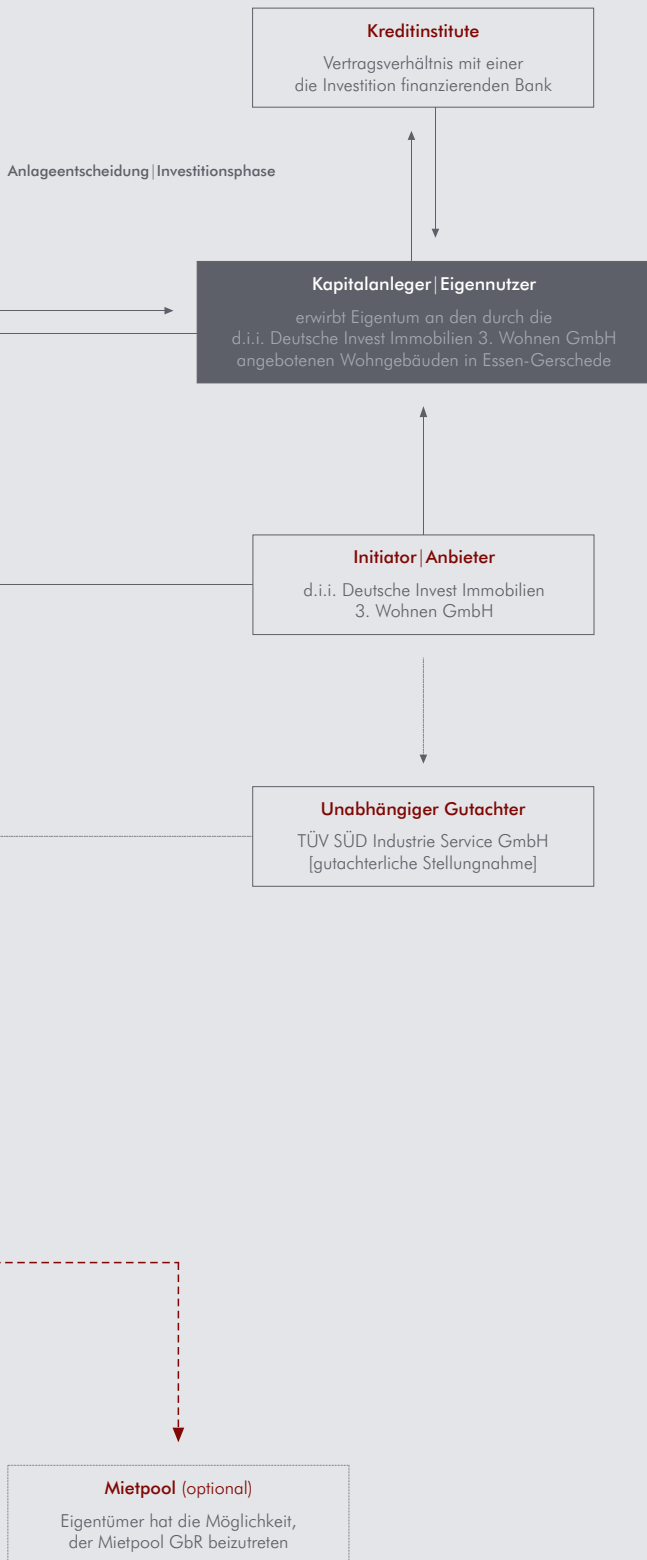 Kreditinstitute
Vertragsverhältnis mit einer
die Investition finanzierenden Bank
Anlageentscheidung|Investitionsphase
Kapitalanleger|Eigennutzer
erwirbt Eigentum an den durch die
d.i.i. Deutsche Invest Immobilien 3. Wohnen GmbH
angebotenen Wohngebäuden in Essen-Gerschede
Initiator|Anbieter
d.i.i. Deutsche Invest Immobilien
3. Wohnen GmbH
Unabhängiger Gutachter
TÜV SÜD Industrie Service GmbH
[gutachterliche Stellungnahme]
Mietpool (optional)
Eigentümer hat die Möglichkeit,
der Mietpool GbR beizutreten